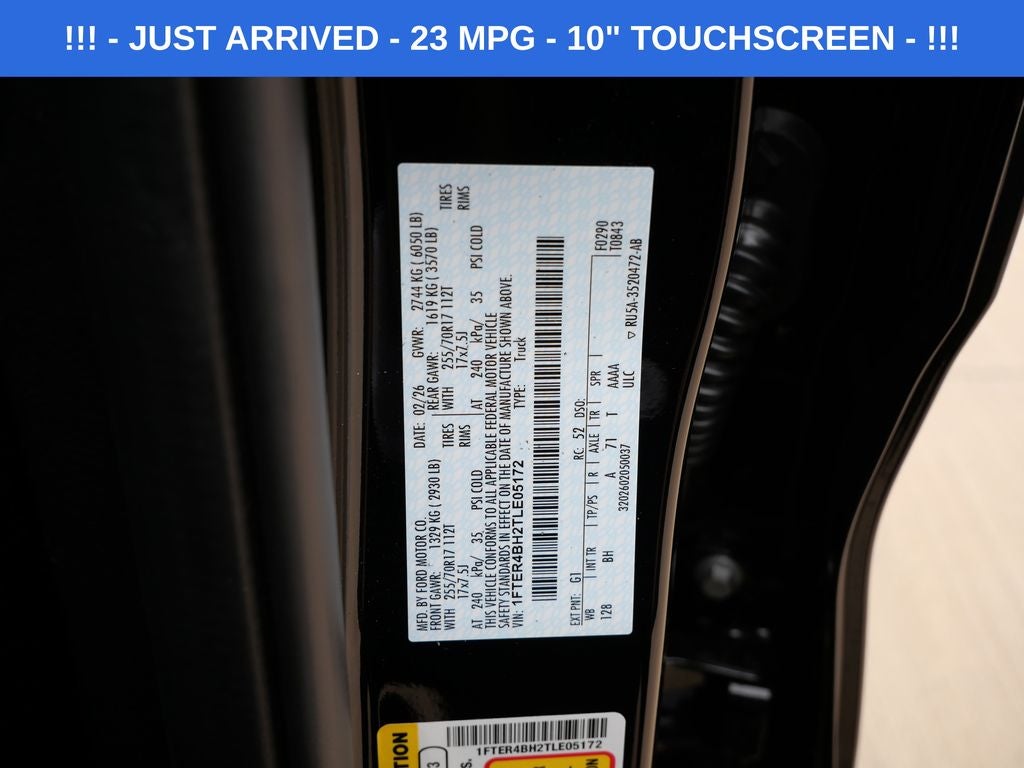 !!! - JUST ARRIVED - 23 MPG - 10" TOUCHSCREEN - !!!
MFD. BY FORD MOTOR CO. DATE: 02/26 GVWR: 2744 KG ( 6050 LB)
FRONT GAWR: 1329 KG ( 2930 LB) REAR GAWR: 1619 KG ( 3570 LB)
WITH 255/70R17 112T TIRES WITH 255/70R17 112T TIRES
17x7.5J RIMS 17x7.5J RIMS
AT 240 kPa/ 35 PSI COLD AT 240 kPa/ 35 PSI COLD
THIS VEHICLE CONFORMS TO ALL APPLICABLE FEDERAL MOTOR VEHICLE
SAFETY STANDARDS IN EFFECT ON THE DATE OF MANUFACTURE SHOWN ABOVE.
VIN: 1FTER4BH2TLE05172 TYPE: Truck
EXT PNT: G1 RC: 52 DSO: F0290
WB INT TR TP/PS R AXLE TR SPR T0843
128 BH A 71 T AAAA
3202602050037 ULC ▽ RU5A-3520472-AB
1FTER4BH2TLE05172